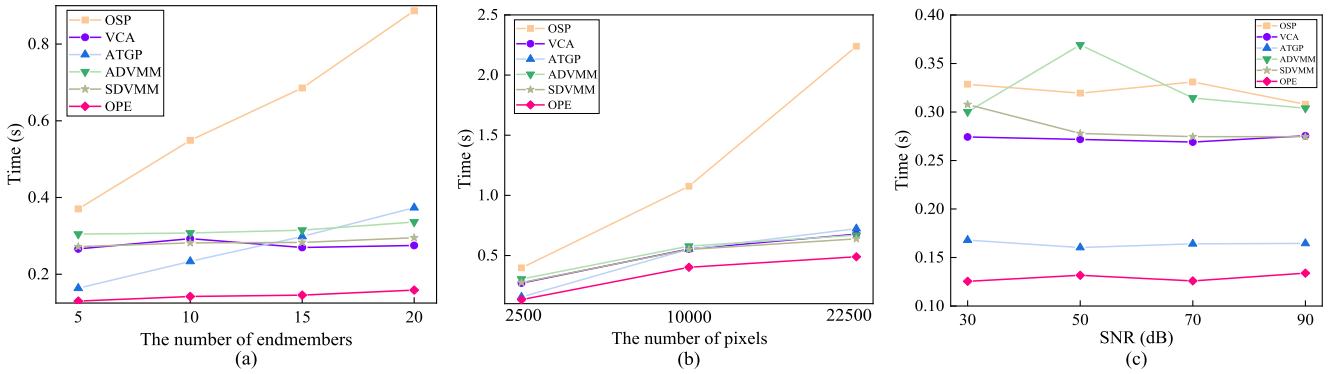 OSP
VCA
ATGP
ADVMM
SDVMM
OPE
0.8
0.6
0.4
0.2
Time (s)
5
10
15
20
The number of endmembers
(a)
OSP
VCA
ATGP
ADVMM
SDVMM
OPE
2.5
2.0
1.5
1.0
0.5
Time (s)
2500
10000
22500
The number of pixels
(b)
OSP
VCA
ATGP
ADVMM
SDVMM
OPE
0.40
0.35
0.30
0.25
0.20
0.15
0.10
Time (s)
30
50
70
90
SNR (dB)
(c)